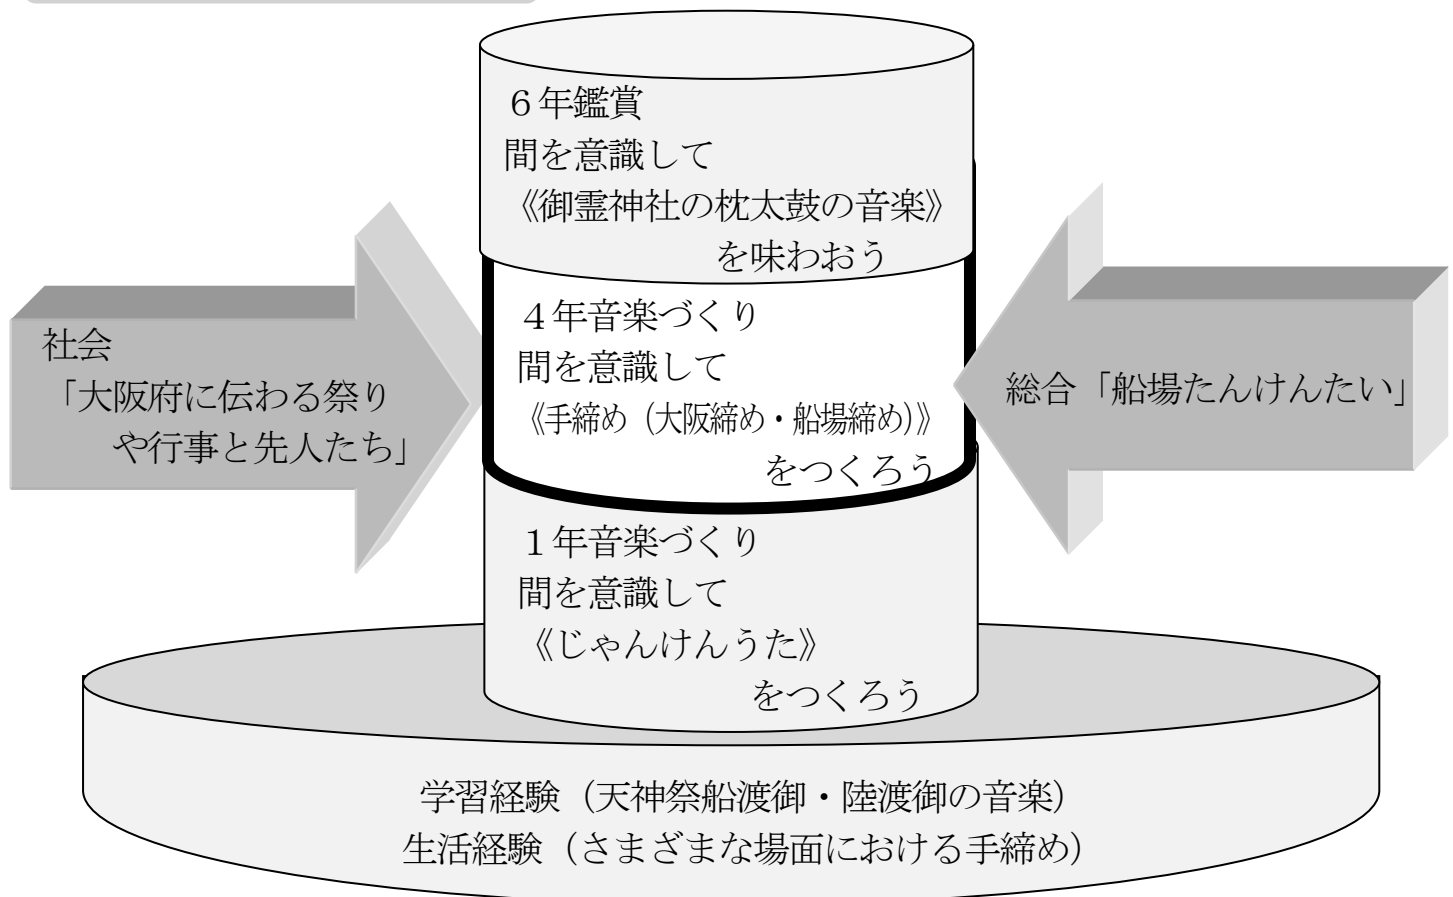 ６年鑑賞
間を意識して
《御霊神社の枕太鼓の音楽》
を味わおう
社会
「大阪府に伝わる祭り
や行事と先人たち」
４年音楽づくり
間を意識して
《手締め（大阪締め・船場締め）》
をつくろう
総合「船場たんけんたい」
１年音楽づくり
間を意識して
《じゃんけんうた》
をつくろう
学習経験（天神祭船渡御・陸渡御の音楽）
生活経験（さまざまな場面における手締め）